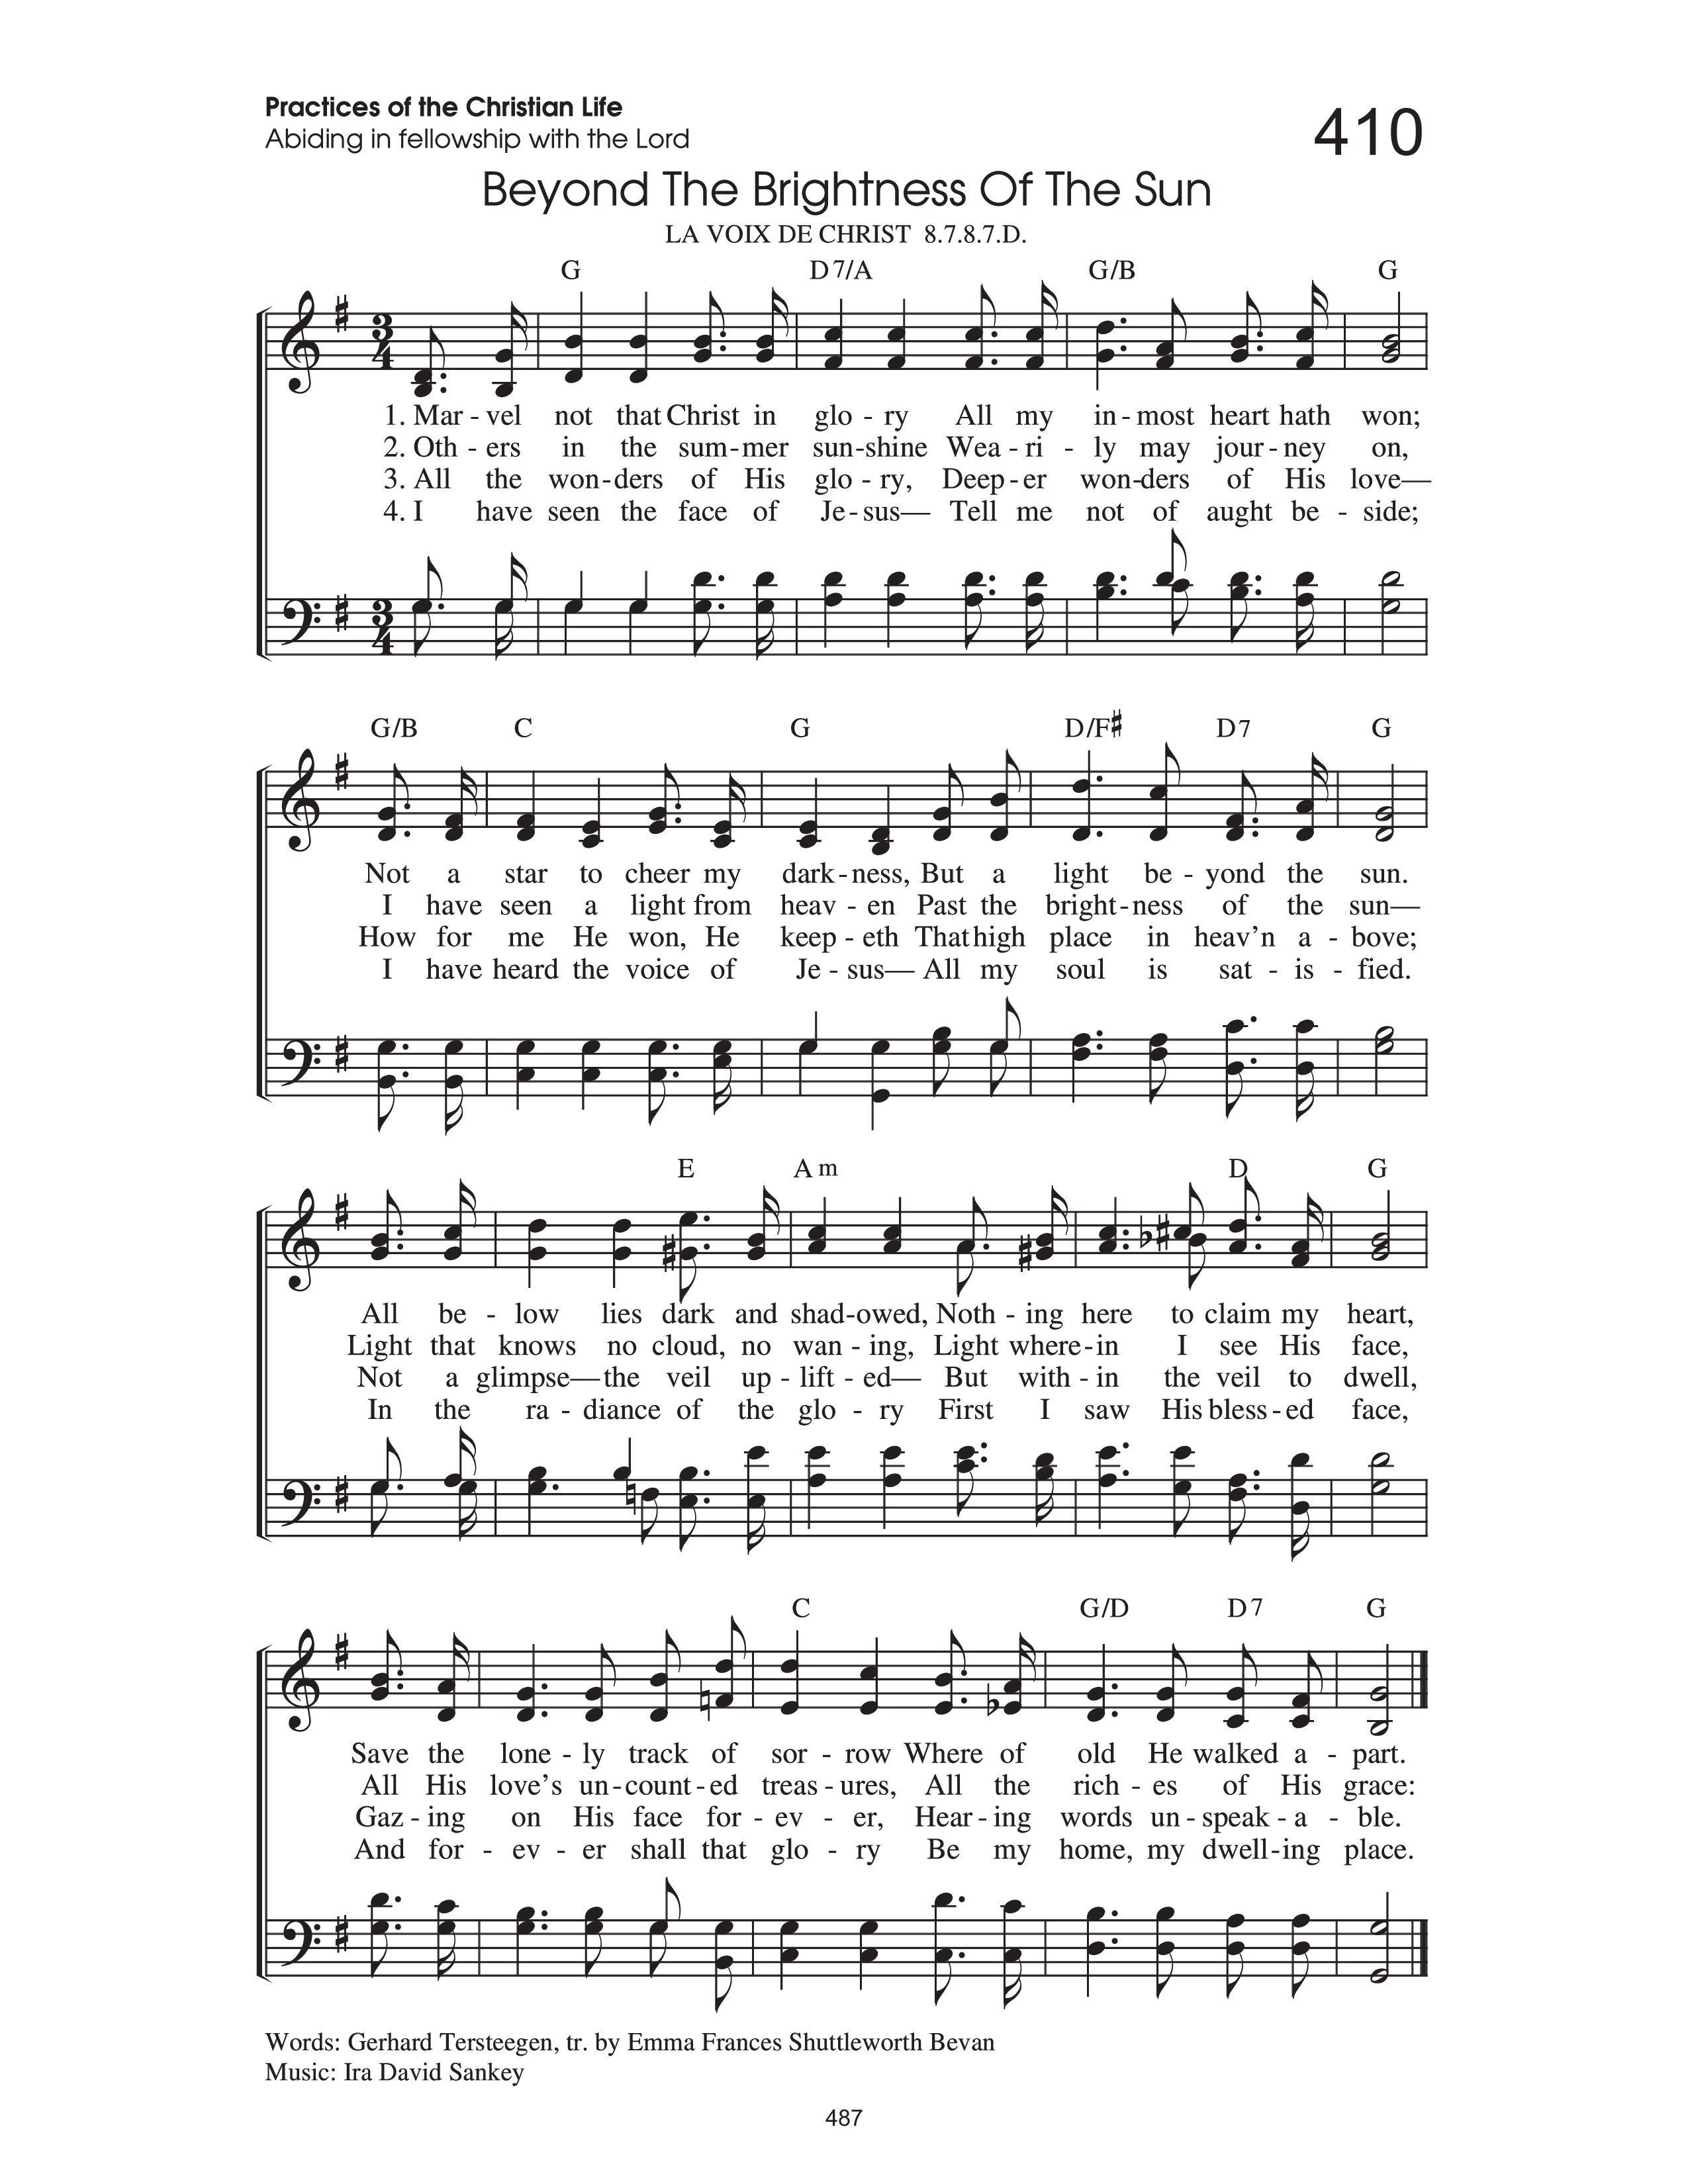 Practices of the Christian Life
Abiding in fellowship with the Lord
410
Beyond The Brightness Of The Sun
LA VOIX DE CHRIST 8.7.8.7.D.
G D7/A G/B G
3 4
1. Mar - vel not that Christ in glo - ry All my in - most heart hath won;
2. Oth - ers in the sum - mer sun - shine Wea - ri - ly may jour - ney on,
3. All the won - ders of His glo - ry, Deep - er won - ders of His love—
4. I have seen the face of Je - sus— Tell me not of aught be - side;
3 4
G/B C G D/F♯ D7 G
Not a star to cheer my dark - ness, But a light be - yond the sun.
I have seen a light from heav - en Past the bright - ness of the sun—
How for me He won, He keep - eth That high place in heav'n a - bove;
I have heard the voice of Je - sus— All my soul is sat - is - fied.
E Am D G
All be - low lies dark and shad - owed, Noth - ing here to claim my heart,
Light that knows no cloud, no wan - ing, Light where - in I see His face,
Not a glimpse—the veil up - lift - ed— But with - in the veil to dwell,
In the ra - diance of the glo - ry First I saw His bless - ed face,
C G/D D7 G
Save the lone - ly track of sor - row Where of old He walked a - part.
All His love's un - count - ed treas - ures, All the rich - es of His grace:
Gaz - ing on His face for - ev - er, Hear - ing words un - speak - a - ble.
And for - ev - er shall that glo - ry Be my home, my dwell - ing place.
Words: Gerhard Tersteegen, tr. by Emma Frances Shuttleworth Bevan
Music: Ira David Sankey
487